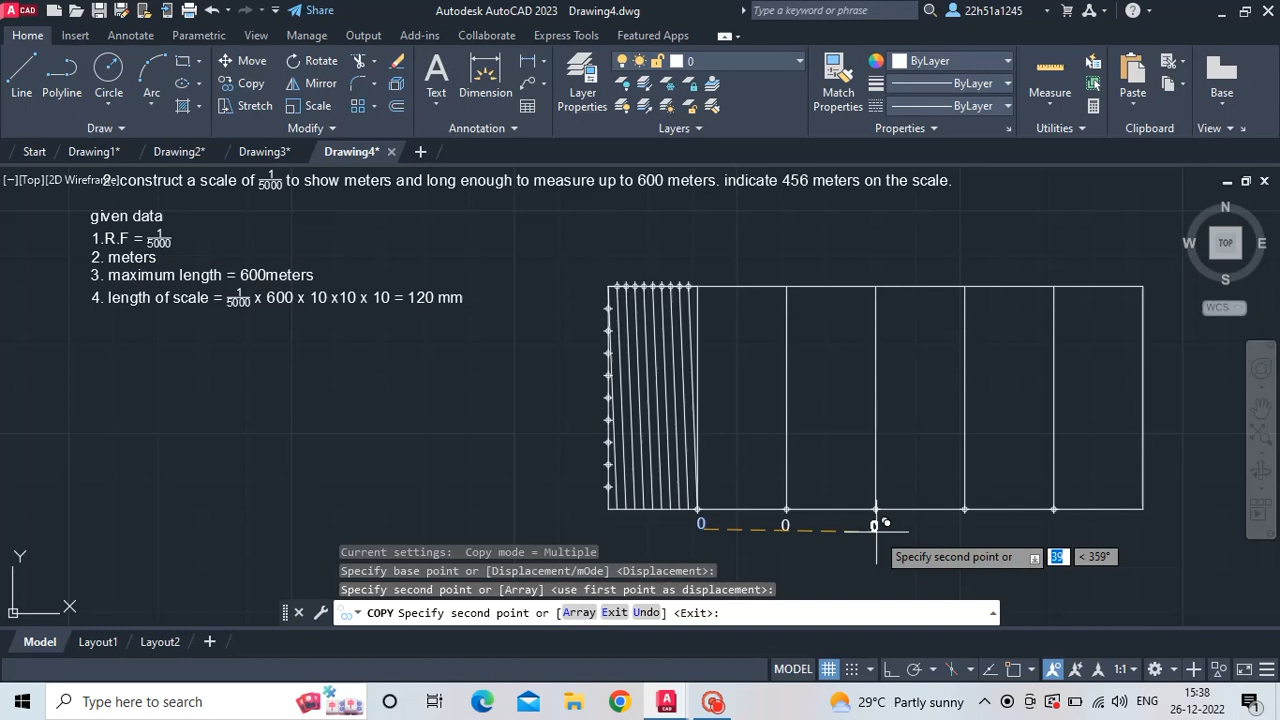 CAD
Share
Autodesk AutoCAD 2023 Drawing4.dwg
Type a keyword or phrase
22h51a1245
Home Insert Annotate Parametric View Manage Output Add-ins Collaborate Express Tools Featured Apps
Line Polyline Circle Arc
Move Rotate
Copy Mirror
Stretch Scale
Text Dimension
Layer Properties
0
Match Properties
ByLayer
ByLayer
ByLayer
Measure
Paste
Base
Draw Modify Annotation Layers Properties Utilities Clipboard View
Start Drawing1* Drawing2* Drawing3* Drawing4*
[−][Top][2D Wireframe]
2. construct a scale of 1/5000 to show meters and long enough to measure up to 600 meters. indicate 456 meters on the scale.
given data
1.R.F = 1/5000
2. meters
3. maximum length = 600meters
4. length of scale = 1/5000 x 600 x 10 x10 x 10 = 120 mm
N
W TOP E
S
WCS
0 0 0
Specify second point or 39 < 359°
Current settings: Copy mode = Multiple
Specify base point or [Displacement/mOde] <Displacement>:
Specify second point or [Array] <use first point as displacement>:
COPY Specify second point or [Array Exit Undo] <Exit>:
Y
X
Model Layout1 Layout2
MODEL 1:1
Type here to search
29°C Partly sunny
ENG
15:38
26-12-2022
1